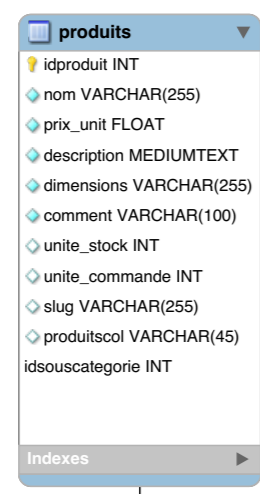 produits
idproduit INT
nom VARCHAR(255)
prix_unit FLOAT
description MEDIUMTEXT
dimensions VARCHAR(255)
comment VARCHAR(100)
unite_stock INT
unite_commande INT
slug VARCHAR(255)
produitscol VARCHAR(45)
idsouscategorie INT
Indexes